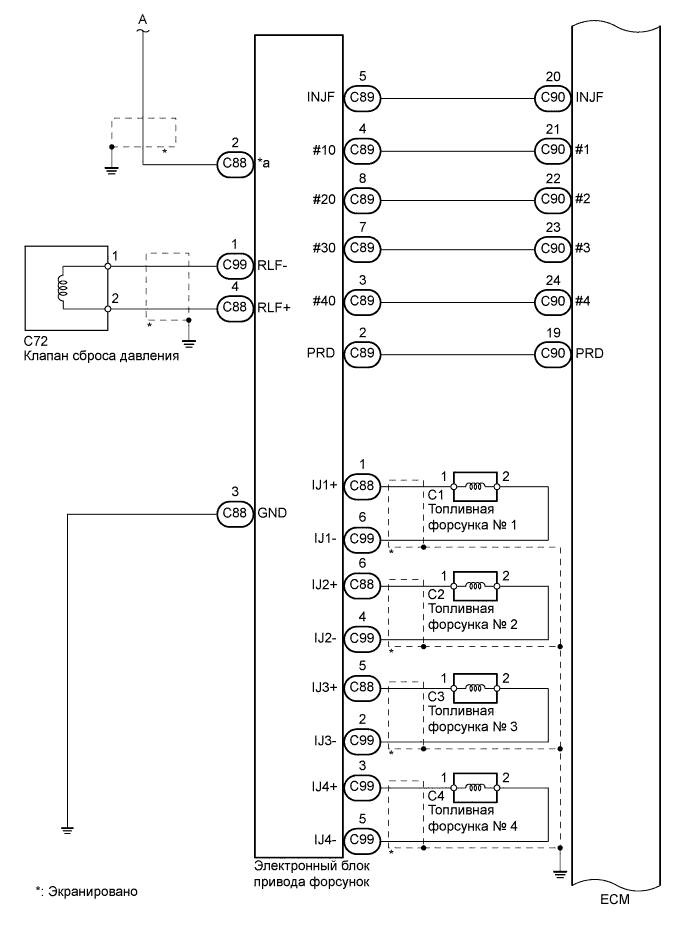 A
5 20
INJF C89 C90 INJF
4 21
#10 C89 C90 #1
2
C88 *a
*
8 22
#20 C89 C90 #2
7 23
#30 C89 C90 #3
1 1
C99 RLF-
2 4
C88 RLF+
*
3 24
#40 C89 C90 #4
C72
Клапан сброса давления
2 19
PRD C89 C90 PRD
1
IJ1+ C88 1 2
C1
Топливная
форсунка № 1
3
C88 GND
6
IJ1- C99
*
6
IJ2+ C88 1 2
C2
Топливная
форсунка № 2
4
IJ2- C99
*
5
IJ3+ C88 1 2
C3
Топливная
форсунка № 3
2
IJ3- C99
*
3
IJ4+ C88 1 2
C4
Топливная
форсунка № 4
5
IJ4- C99
*
Электронный блок
привода форсунок
*: Экранировано
ECM